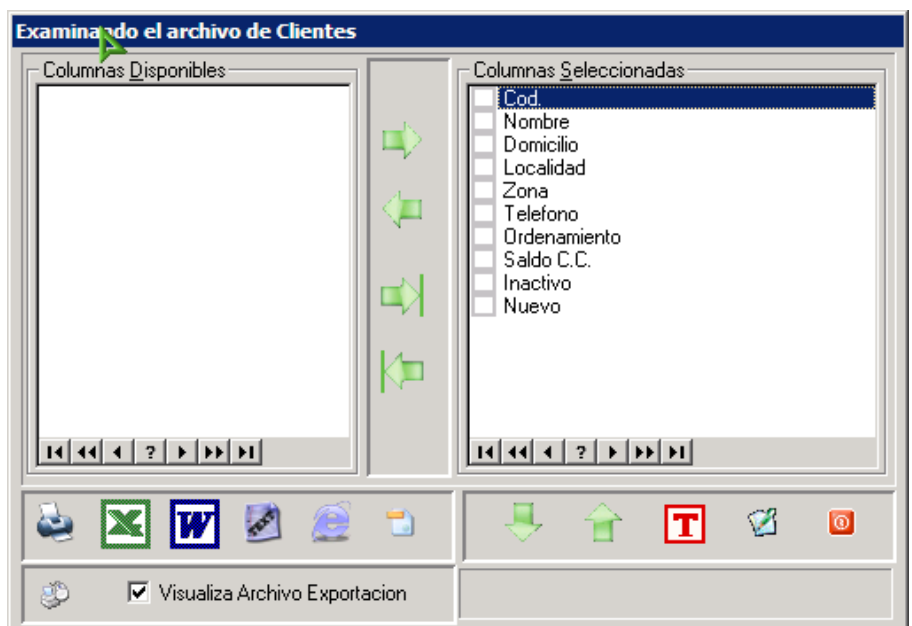 Examinando el archivo de Clientes
Columnas Disponibles
Columnas Seleccionadas
Cod.
Nombre
Domicilio
Localidad
Zona
Telefono
Ordenamiento
Saldo C.C.
Inactivo
Nuevo
?
?
W
TEXT
T
Visualiza Archivo Exportacion